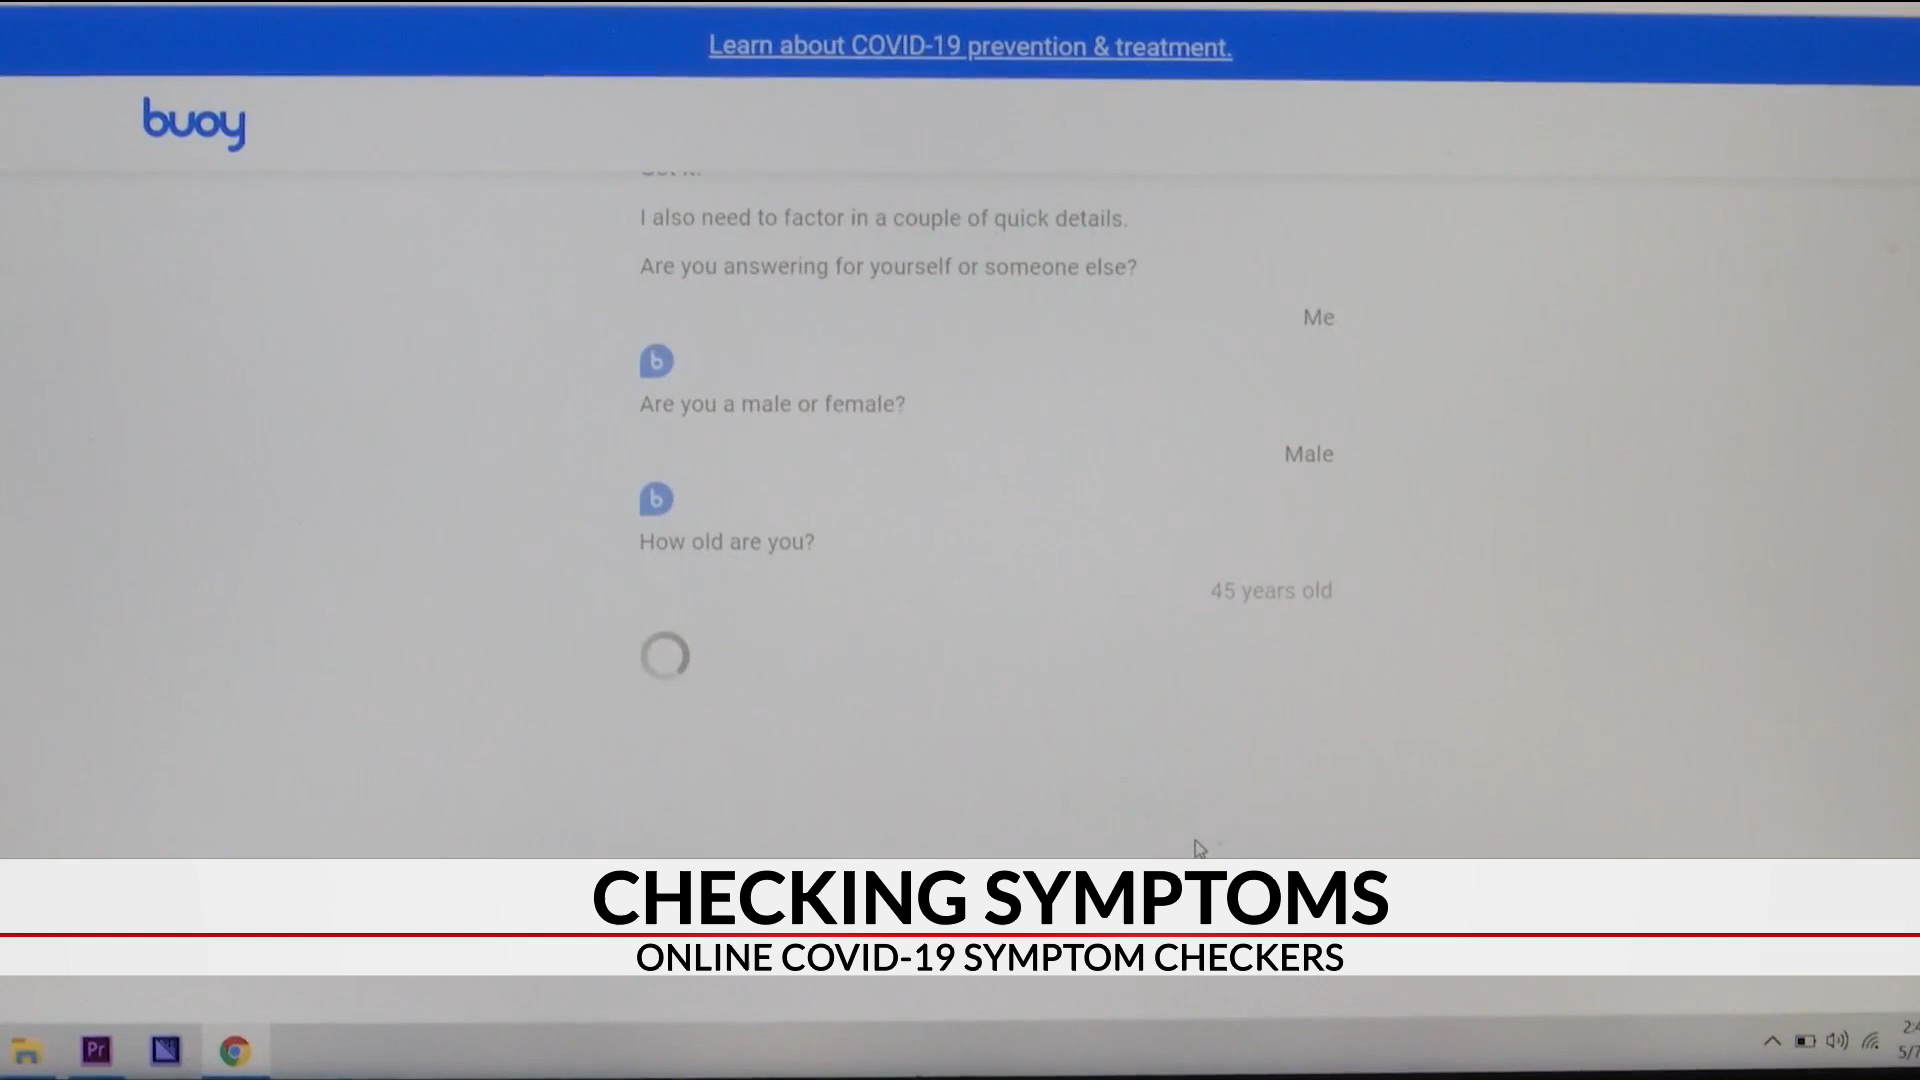 Learn about COVID-19 prevention & treatment.
buoy
I also need to factor in a couple of quick details.
Are you answering for yourself or someone else?
Me
b
Are you a male or female?
Male
b
How old are you?
45 years old
CHECKING SYMPTOMS
ONLINE COVID-19 SYMPTOM CHECKERS
Pr